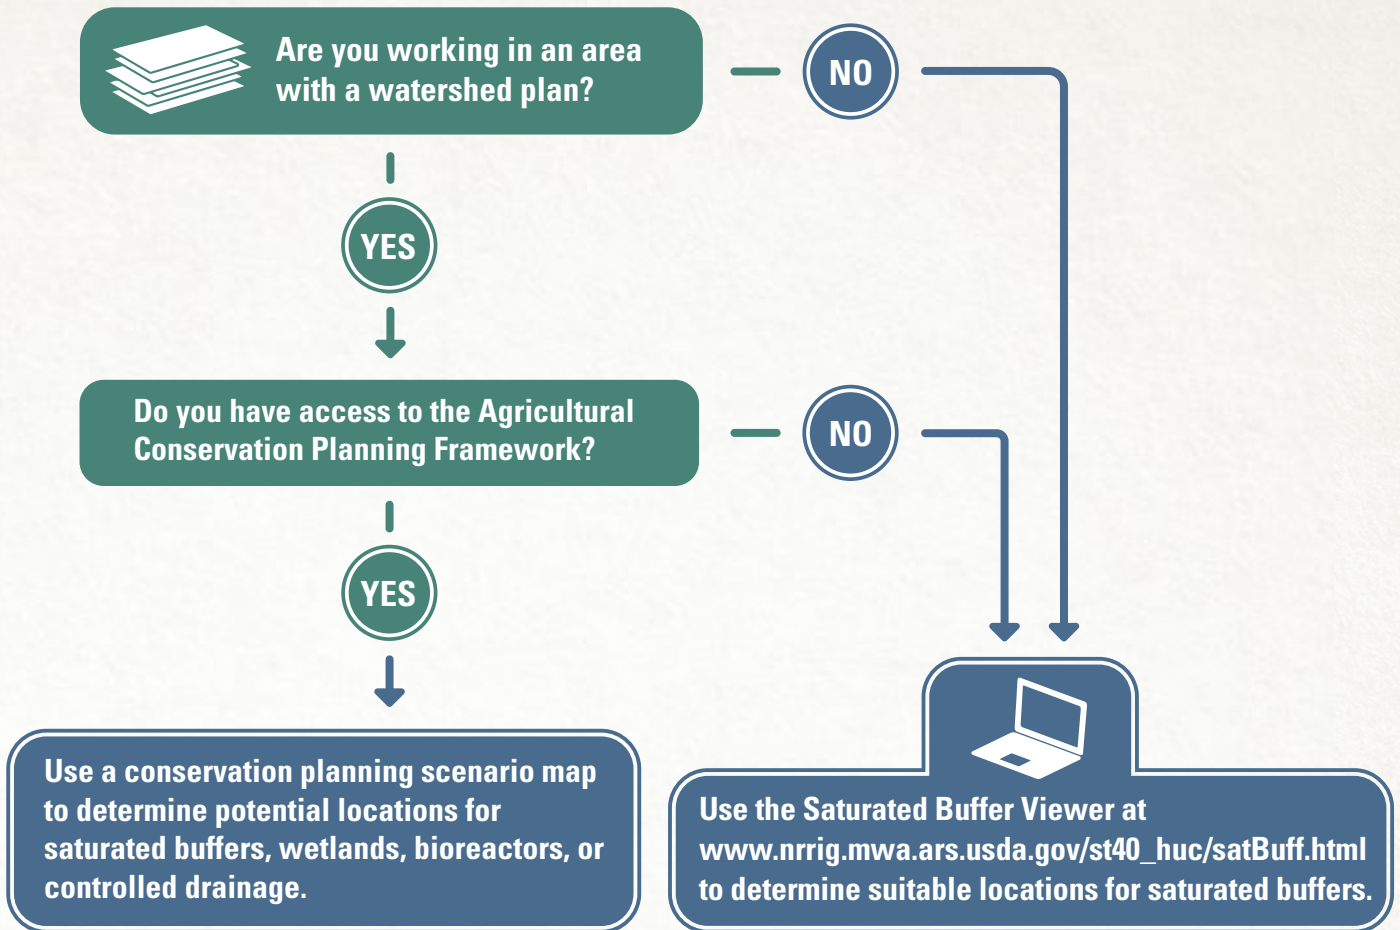 Are you working in an area
with a watershed plan?
NO
YES
Do you have access to the Agricultural
Conservation Planning Framework?
NO
YES
Use a conservation planning scenario map
to determine potential locations for
saturated buffers, wetlands, bioreactors, or
controlled drainage.
Use the Saturated Buffer Viewer at
www.nrrig.mwa.ars.usda.gov/st40_huc/satBuff.html
to determine suitable locations for saturated buffers.